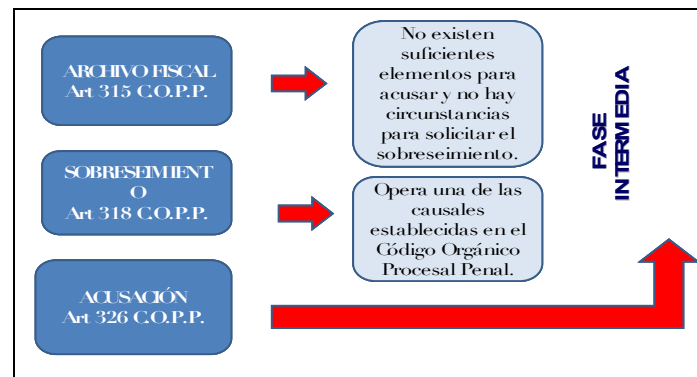 ARCHIVO FISCAL
Art 315 C.O.P.P.
No existen
suficientes
elementos para
acusar y no hay
circunstancias
para solicitar el
sobreseimiento.
SOBRESEIMIENT
O
Art 318 C.O.P.P.
Opera una de las
causales
establecidas en el
Código Orgánico
Procesal Penal.
ACUSACIÓN
Art 326 C.O.P.P.
FASE
INTERMEDIA